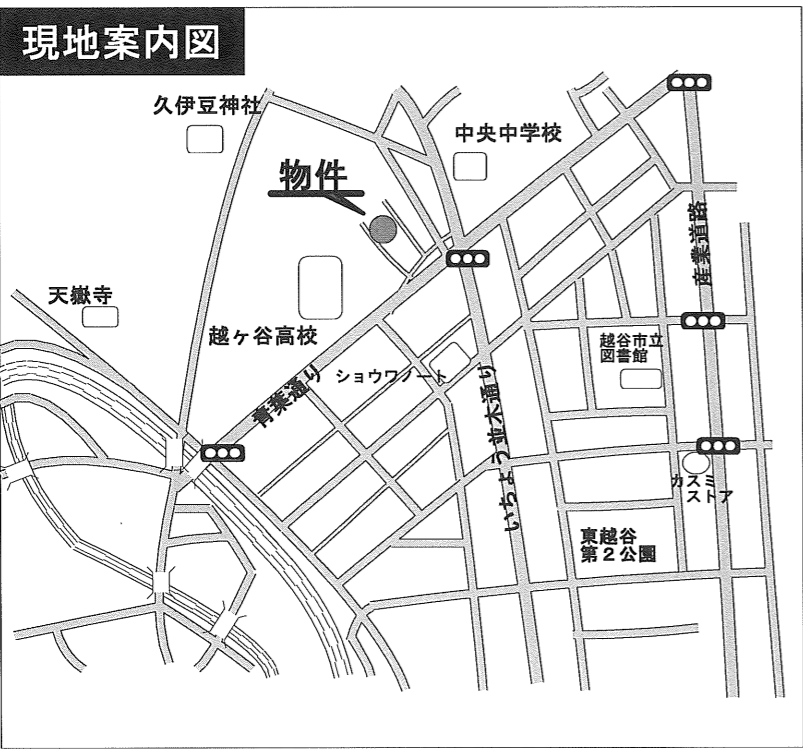 現地案内図
久伊豆神社
中央中学校
物件
産業道路
天嶽寺
越ヶ谷高校
越谷市立
図書館
ショウワノート
青葉通り
いちょう並木通り
カスミ
ストア
東越谷
第2公園